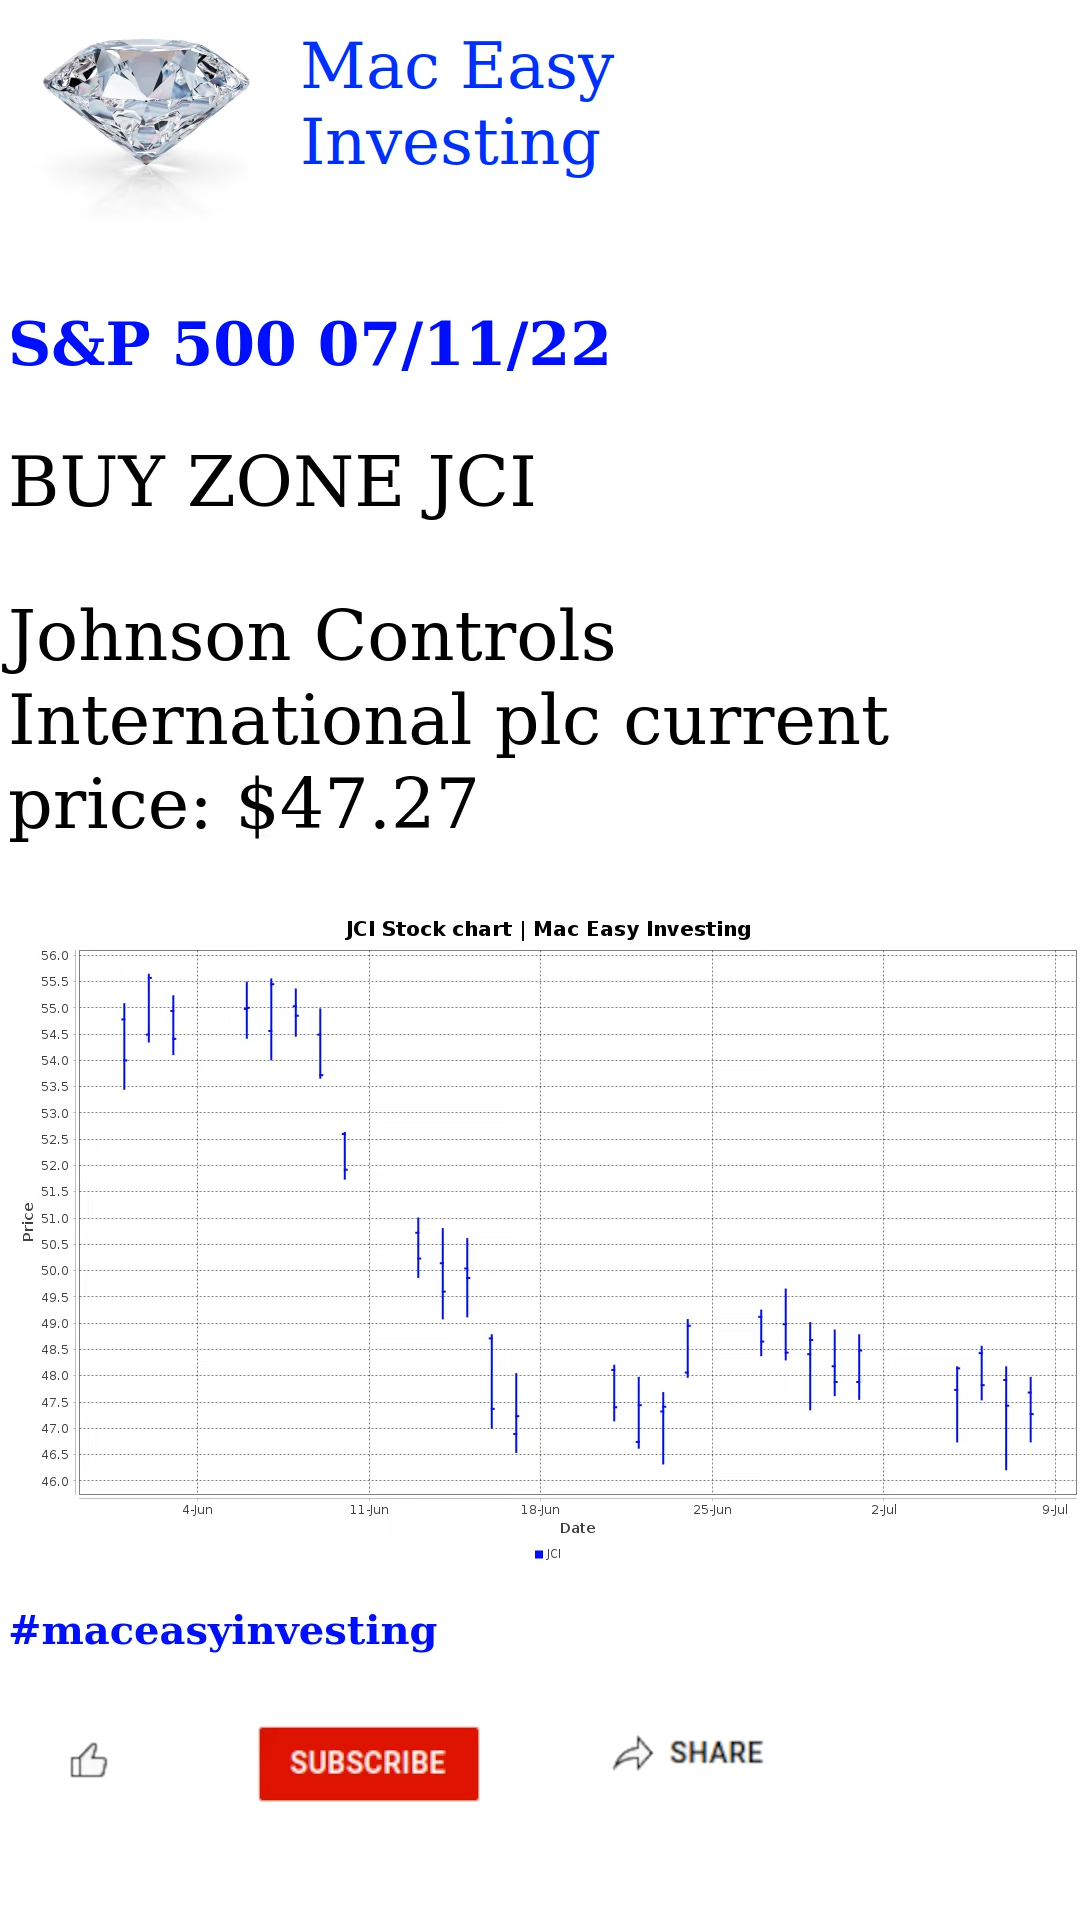 Mac Easy
Investing
S&P 500 07/11/22
BUY ZONE JCI
Johnson Controls
International plc current
price: $47.27
JCI Stock chart | Mac Easy Investing
56.0
55.5
55.0
54.5
54.0
53.5
53.0
52.5
52.0
51.5
51.0
50.5
50.0
49.5
49.0
48.5
48.0
47.5
47.0
46.5
46.0
Price
4-Jun 11-Jun 18-Jun 25-Jun 2-Jul 9-Jul
Date
JCI
#maceasyinvesting
SUBSCRIBE
SHARE